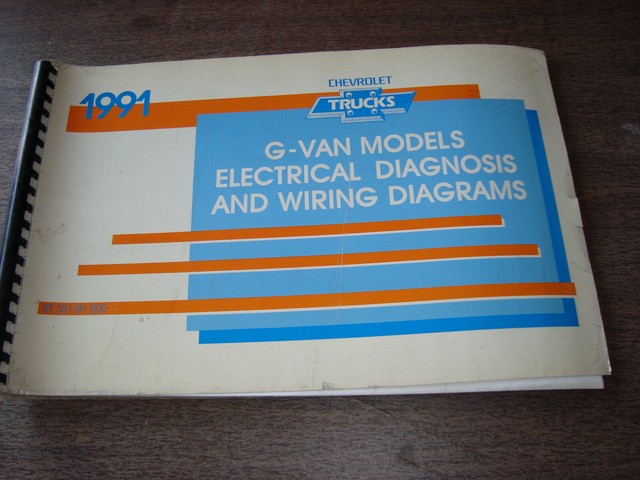 1991
CHEVROLET
TRUCKS
G-VAN MODELS
ELECTRICAL DIAGNOSIS
AND WIRING DIAGRAMS